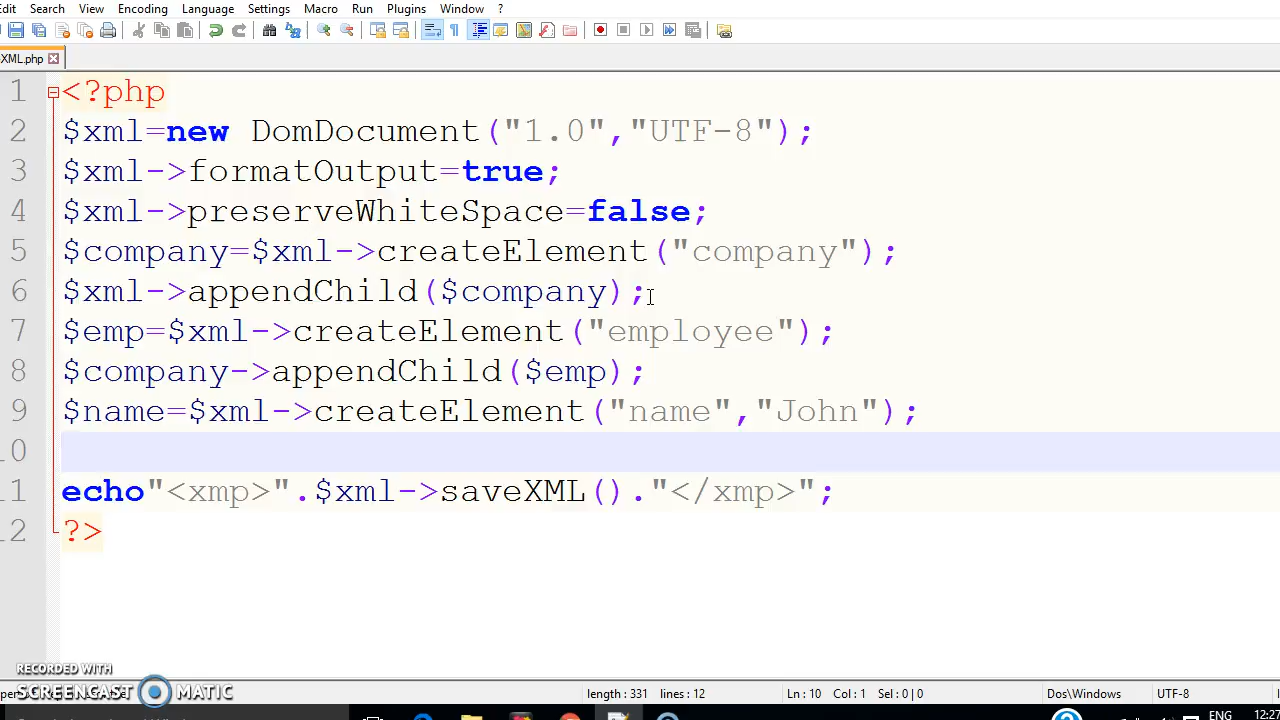 dit Search View Encoding Language Settings Macro Run Plugins Window ?
XML.php
1 <?php
2 $xml=new DomDocument("1.0","UTF-8");
3 $xml->formatOutput=true;
4 $xml->preserveWhiteSpace=false;
5 $company=$xml->createElement("company");
6 $xml->appendChild($company);
7 $emp=$xml->createElement("employee");
8 $company->appendChild($emp);
9 $name=$xml->createElement("name","John");
10
11 echo"<xmp>".$xml->saveXML()."</xmp>";
12 ?>
RECORDED WITH
SCREENCAST MATIC
length : 331 lines : 12 Ln : 10 Col : 1 Sel : 0 | 0 Dos\Windows UTF-8
ENG 12:27